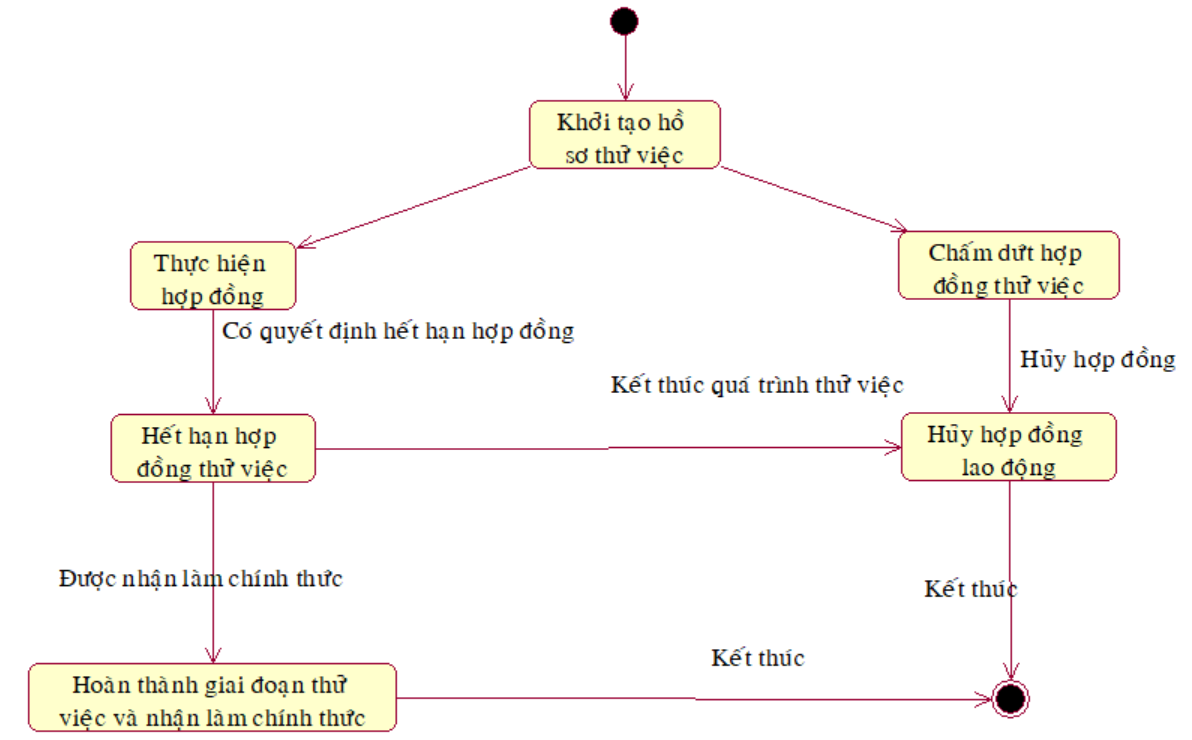 Khởi tạo hồ
sơ thử việc
Thực hiện
hợp đồng
Chấm dứt hợp
đồng thử việc
Có quyết định hết hạn hợp đồng
Hủy hợp đồng
Kết thúc quá trình thử việc
Hết hạn hợp
đồng thử việc
Hủy hợp đồng
lao động
Được nhận làm chính thức
Kết thúc
Kết thúc
Hoàn thành giai đoạn thử
việc và nhận làm chính thức